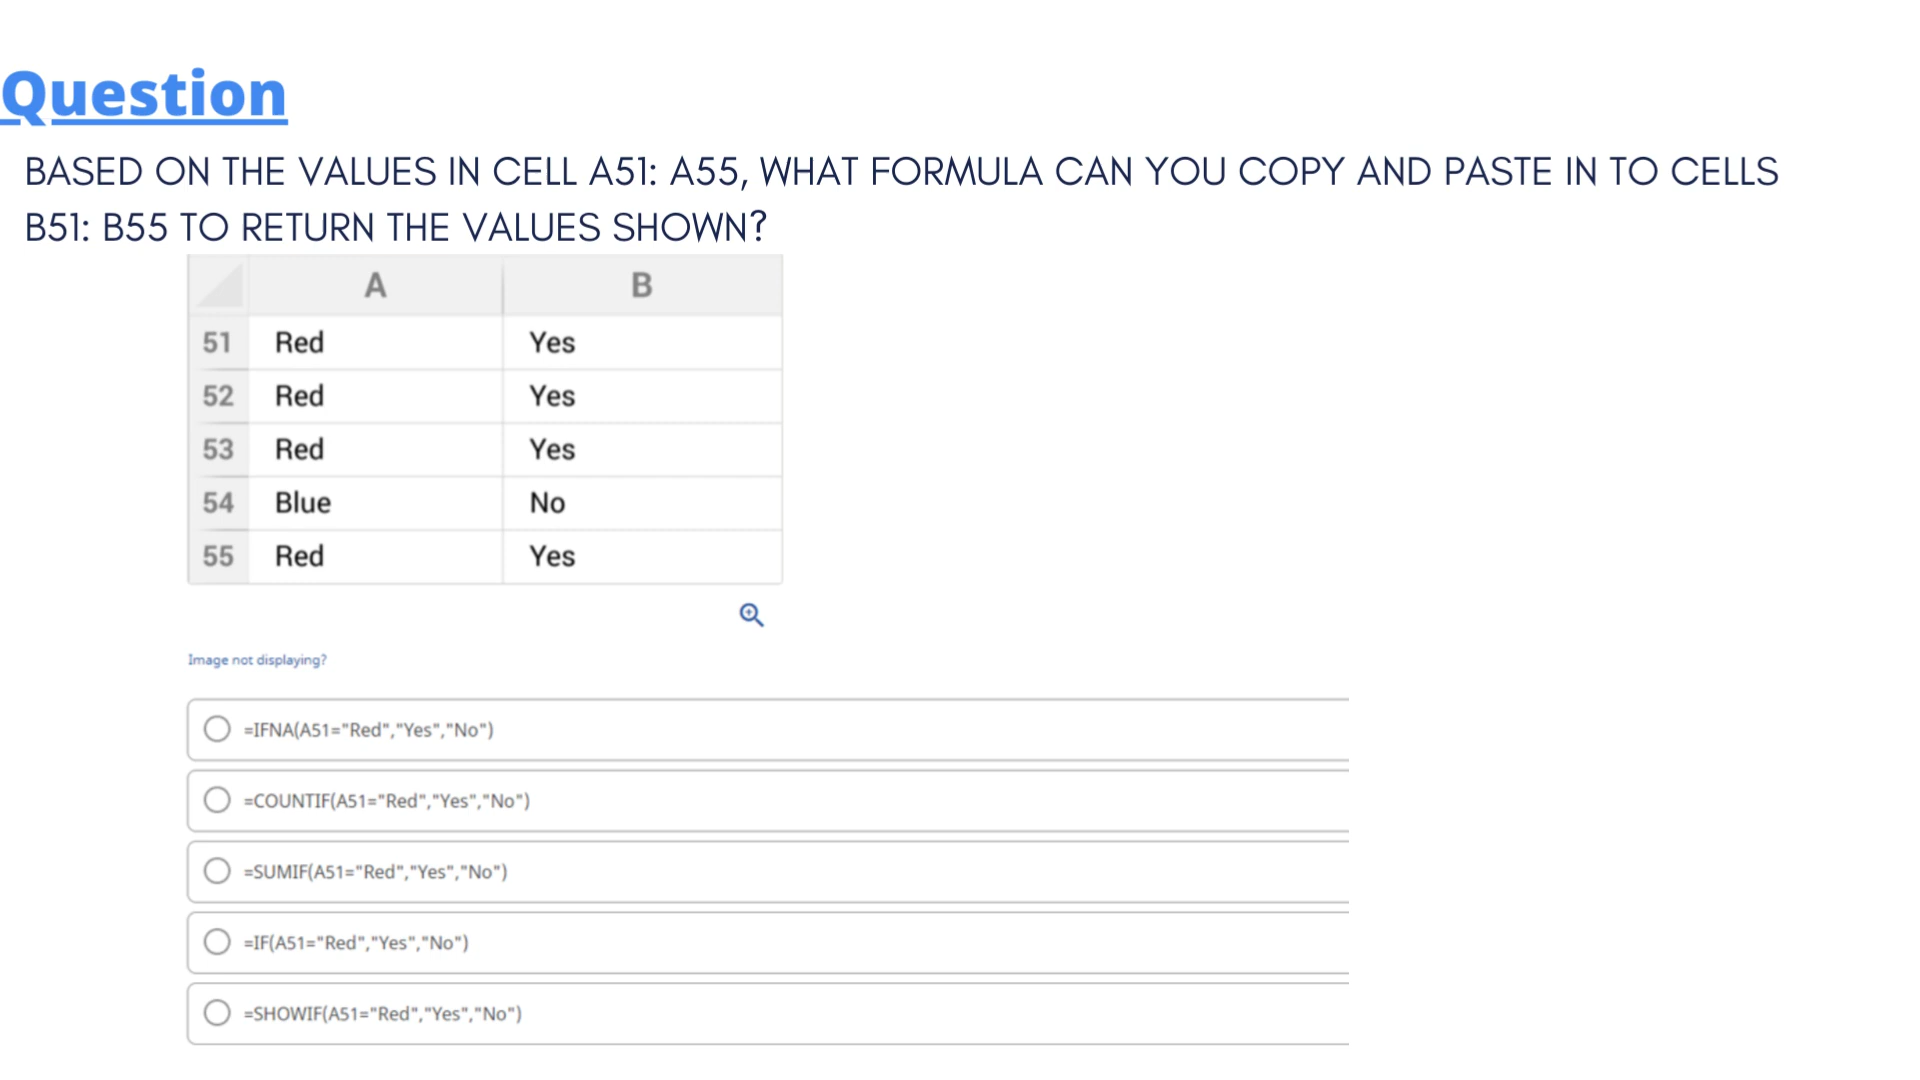 Question
BASED ON THE VALUES IN CELL A51: A55, WHAT FORMULA CAN YOU COPY AND PASTE IN TO CELLS
B51: B55 TO RETURN THE VALUES SHOWN?
A B
51 Red Yes
52 Red Yes
53 Red Yes
54 Blue No
55 Red Yes
Image not displaying?
=IFNA(A51="Red","Yes","No")
=COUNTIF(A51="Red","Yes","No")
=SUMIF(A51="Red","Yes","No")
=IF(A51="Red","Yes","No")
=SHOWIF(A51="Red","Yes","No")